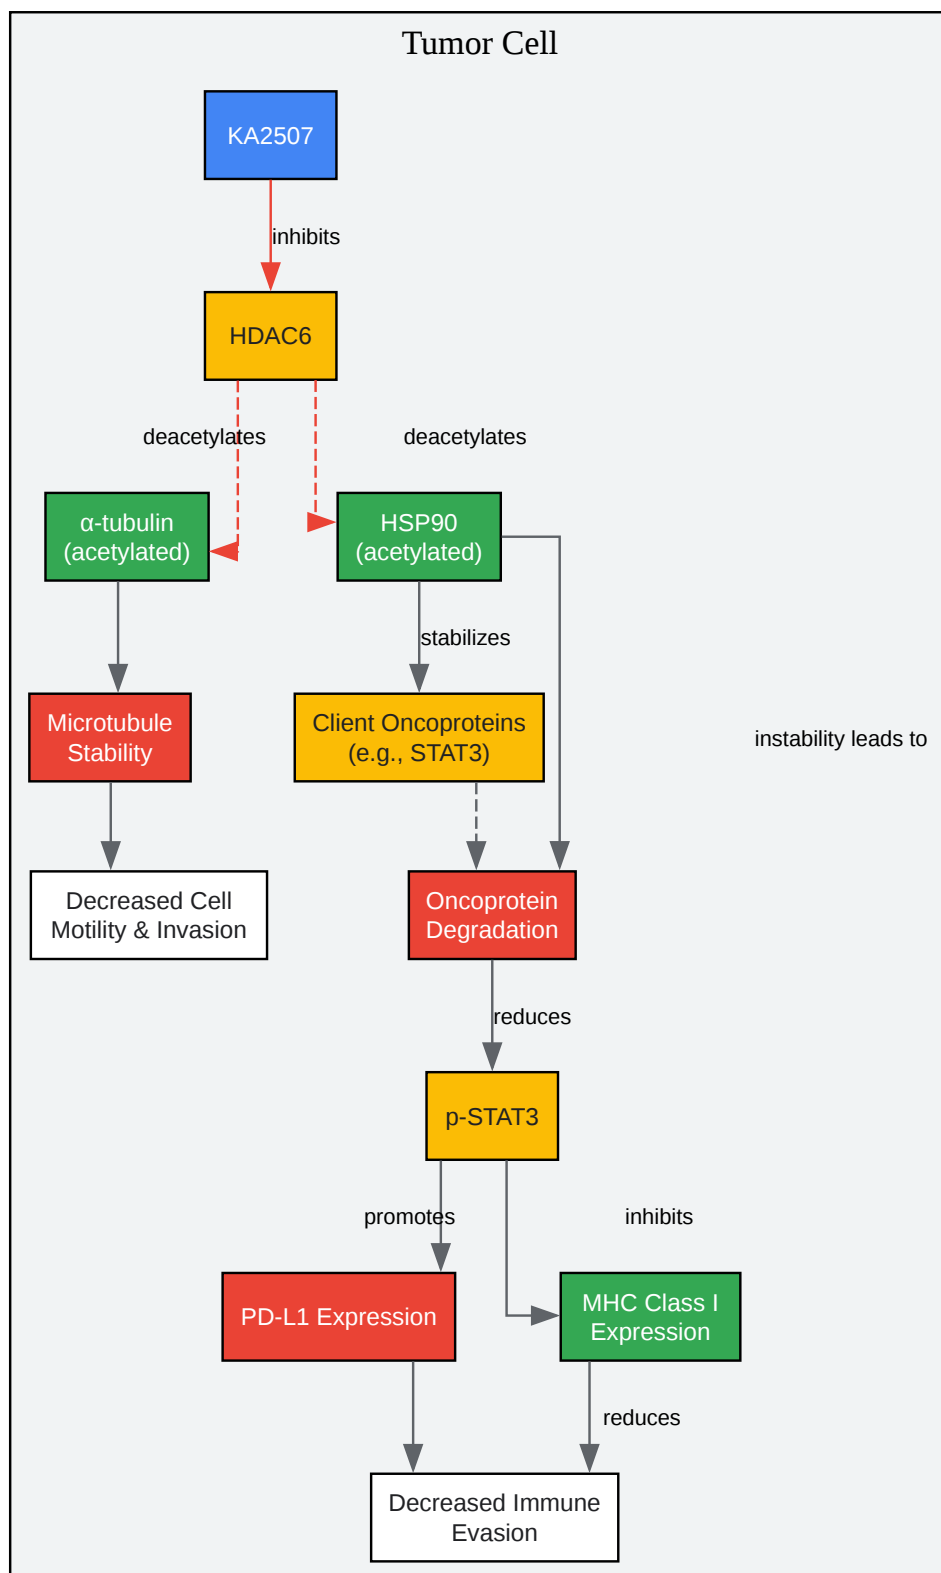 Tumor Cell
KA2507
inhibits
HDAC6
deacetylates
deacetylates
α-tubulin
(acetylated)
HSP90
(acetylated)
stabilizes
Microtubule
Stability
Client Oncoproteins
(e.g., STAT3)
instability leads to
Decreased Cell
Motility & Invasion
Oncoprotein
Degradation
reduces
p-STAT3
promotes
inhibits
PD-L1 Expression
MHC Class I
Expression
reduces
Decreased Immune
Evasion